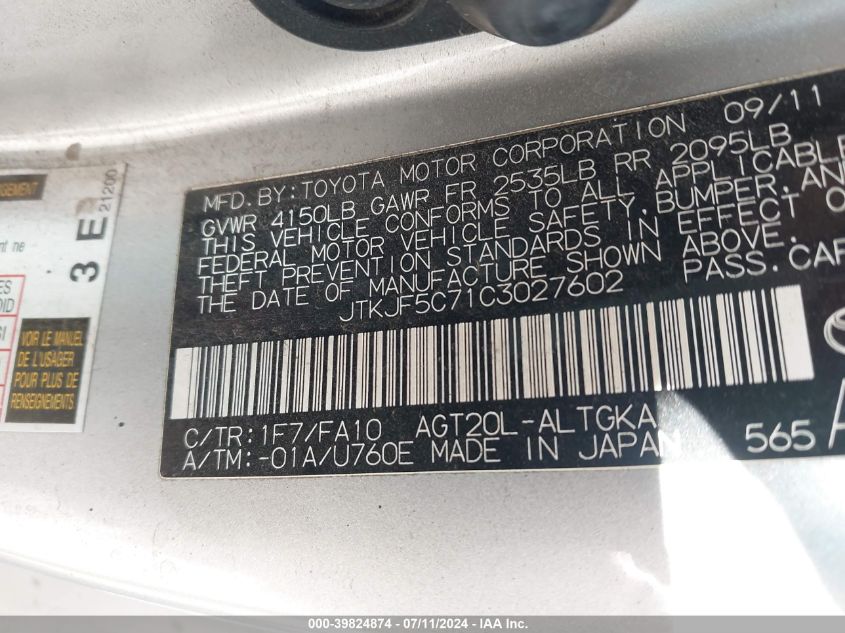 MFD. BY: TOYOTA MOTOR CORPORATION 09/11
GVWR 4150LB GAWR FR 2535LB RR 2095LB
THIS VEHICLE CONFORMS TO ALL APPLICABLE
FEDERAL MOTOR VEHICLE SAFETY, BUMPER, AND
THEFT PREVENTION STANDARDS IN EFFECT O
THE DATE OF MANUFACTURE SHOWN ABOVE.
JTKJF5C71C3027602 PASS. CAR
C/TR: 1F7/FA10 AGT20L-ALTGKA
A/TM: -01A/U760E MADE IN JAPAN 565 A
3 E
21200
nt ne
VOIR LE MANUEL
DE L'USAGER
POUR PLUS DE
RENSEIGNEMENTS
000-39824874 - 07/11/2024 - IAA Inc.